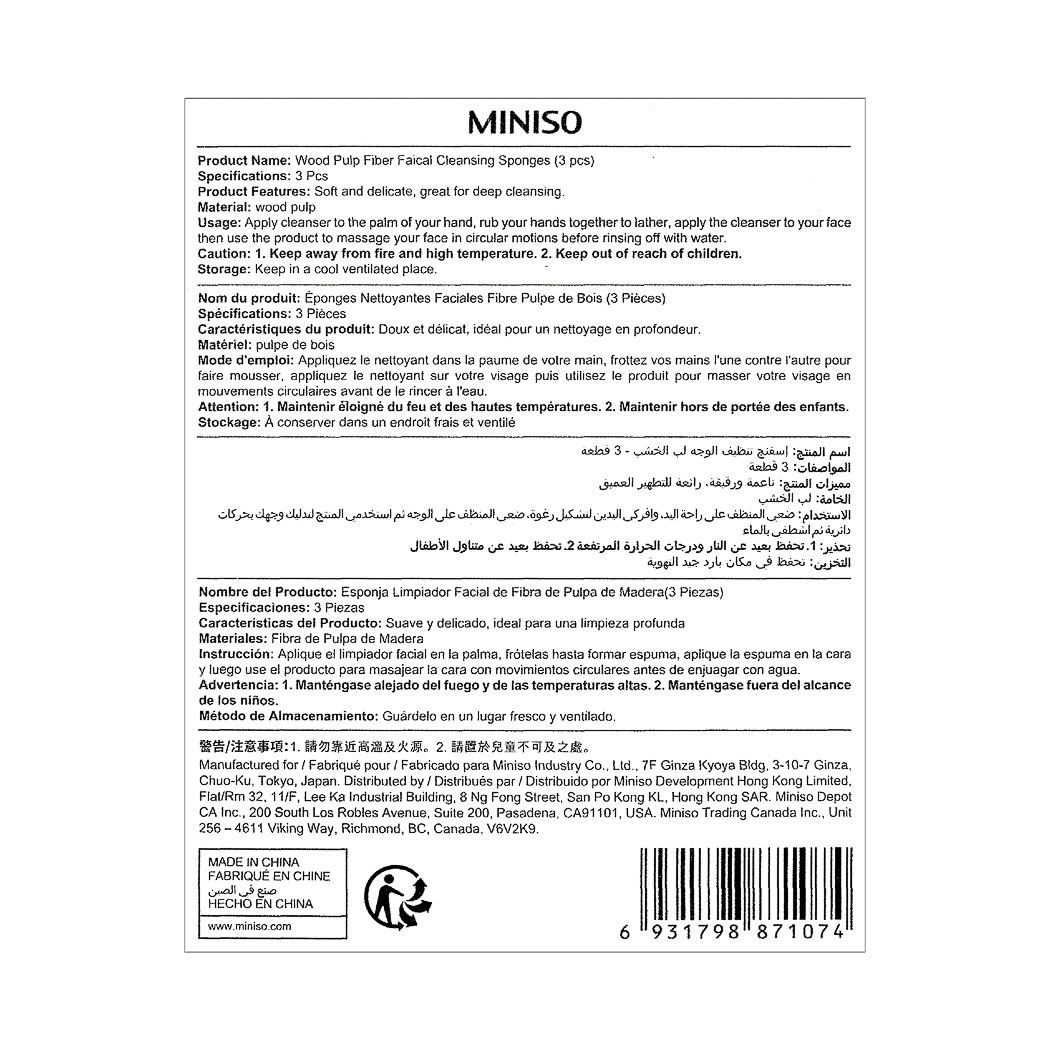 MINISO
Product Name: Wood Pulp Fiber Faical Cleansing Sponges (3 pcs)
Specifications: 3 Pcs
Product Features: Soft and delicate, great for deep cleansing.
Material: wood pulp
Usage: Apply cleanser to the palm of your hand, rub your hands together to lather, apply the cleanser to your face
then use the product to massage your face in circular motions before rinsing off with water.
Caution: 1. Keep away from fire and high temperature. 2. Keep out of reach of children.
Storage: Keep in a cool ventilated place.
Nom du produit: Éponges Nettoyantes Faciales Fibre Pulpe de Bois (3 Pièces)
Spécifications: 3 Pièces
Caractéristiques du produit: Doux et délicat, idéal pour un nettoyage en profondeur.
Matériel: pulpe de bois
Mode d'emploi: Appliquez le nettoyant dans la paume de votre main, frottez vos mains l'une contre l'autre pour
faire mousser, appliquez le nettoyant sur votre visage puis utilisez le produit pour masser votre visage en
mouvements circulaires avant de le rincer à l'eau.
Attention: 1. Maintenir éloigné du feu et des hautes températures. 2. Maintenir hors de portée des enfants.
Stockage: À conserver dans un endroit frais et ventilé
اسم المنتج: إسفنج تنظيف الوجه لب الخشب - 3 قطعة
المواصفات: 3 قطعة
مميزات المنتج: ناعمة ورقيقة، رائعة للتطهير العميق
الخامة: لب الخشب
الاستخدام: ضعي المنظف على راحة اليد، وافركي اليدين لتشكيل رغوة، ضعي المنظف على الوجه ثم استخدمي المنتج لتدليك وجهك بحركات
دائرية ثم اشطفي بالماء
تحذير: 1. تحفظ بعيد عن النار ودرجات الحرارة المرتفعة 2. تحفظ بعيد عن متناول الأطفال
التخزين: تحفظ في مكان بارد جيد التهوية
Nombre del Producto: Esponja Limpiador Facial de Fibra de Pulpa de Madera(3 Piezas)
Especificaciones: 3 Piezas
Características del Producto: Suave y delicado, ideal para una limpieza profunda
Materiales: Fibra de Pulpa de Madera
Instrucción: Aplique el limpiador facial en la palma, frótelas hasta formar espuma, aplique la espuma en la cara
y luego use el producto para masajear la cara con movimientos circulares antes de enjuagar con agua.
Advertencia: 1. Manténgase alejado del fuego y de las temperaturas altas. 2. Manténgase fuera del alcance
de los niños.
Método de Almacenamiento: Guárdelo en un lugar fresco y ventilado.
警告/注意事項:1. 請勿靠近高溫及火源。2. 請置於兒童不可及之處。
Manufactured for / Fabriqué pour / Fabricado para Miniso Industry Co., Ltd., 7F Ginza Kyoya Bldg, 3-10-7 Ginza,
Chuo-Ku, Tokyo, Japan. Distributed by / Distribués par / Distribuido por Miniso Development Hong Kong Limited,
Flat/Rm 32, 11/F, Lee Ka Industrial Building, 8 Ng Fong Street, San Po Kong KL, Hong Kong SAR. Miniso Depot
CA Inc., 200 South Los Robles Avenue, Suite 200, Pasadena, CA91101, USA. Miniso Trading Canada Inc., Unit
256 – 4611 Viking Way, Richmond, BC, Canada, V6V2K9.
MADE IN CHINA
FABRIQUÉ EN CHINE
صنع في الصين
HECHO EN CHINA
www.miniso.com
6 931798 871074